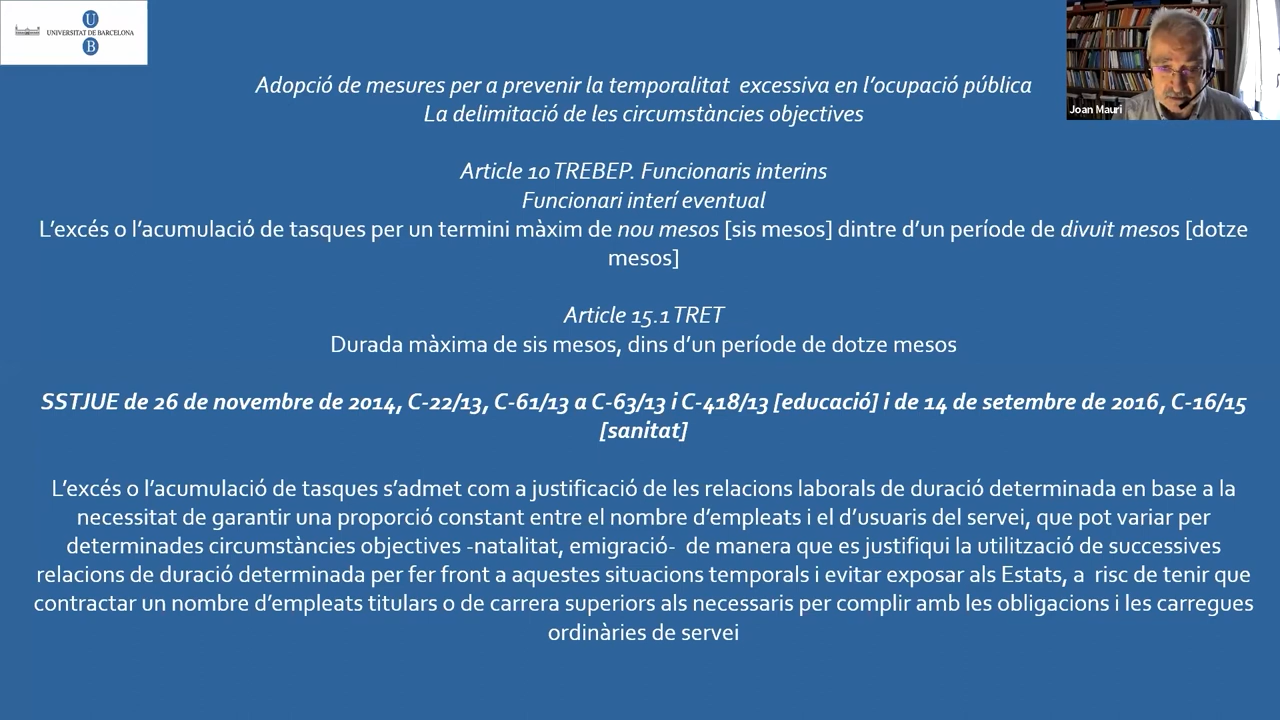 U
UNIVERSITAT DE BARCELONA
B
Joan Mauri
Adopció de mesures per a prevenir la temporalitat excessiva en l'ocupació pública
La delimitació de les circumstàncies objectives
Article 10 TREBEP. Funcionaris interins
Funcionari interí eventual
L'excés o l'acumulació de tasques per un termini màxim de nou mesos [sis mesos] dintre d'un període de divuit mesos [dotze
mesos]
Article 15.1 TRET
Durada màxima de sis mesos, dins d'un període de dotze mesos
SSTJUE de 26 de novembre de 2014, C-22/13, C-61/13 a C-63/13 i C-418/13 [educació] i de 14 de setembre de 2016, C-16/15
[sanitat]
L'excés o l'acumulació de tasques s'admet com a justificació de les relacions laborals de duració determinada en base a la
necessitat de garantir una proporció constant entre el nombre d'empleats i el d'usuaris del servei, que pot variar per
determinades circumstàncies objectives -natalitat, emigració- de manera que es justifiqui la utilització de successives
relacions de duració determinada per fer front a aquestes situacions temporals i evitar exposar als Estats, a risc de tenir que
contractar un nombre d'empleats titulars o de carrera superiors als necessaris per complir amb les obligacions i les carregues
ordinàries de servei